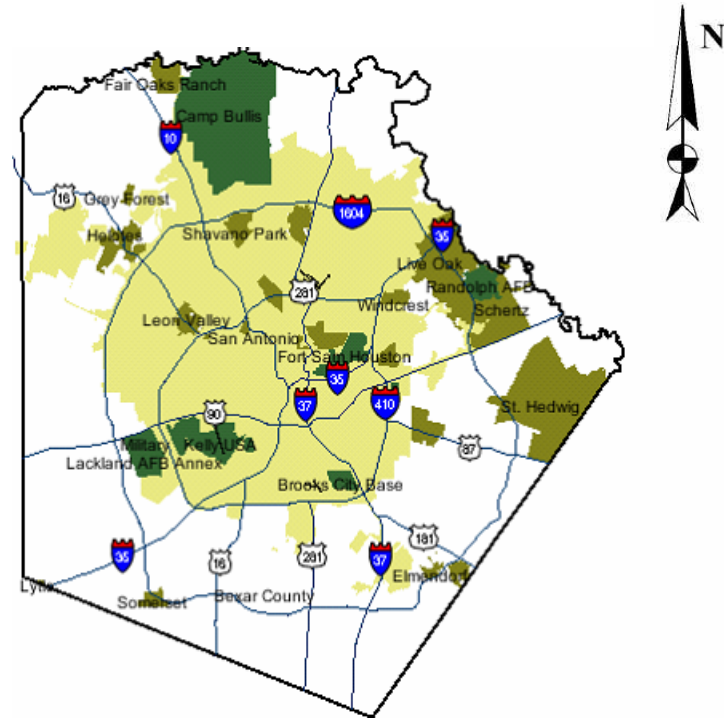 N
Fair Oaks Ranch
Camp Bullis
10
16
Grey Forest
1604
Helotes
Shavano Park
35
Live Oak
281
Randolph AFB
Windcrest
Schertz
Leon Valley
San Antonio
Fort Sam Houston
35
37
410
St. Hedwig
90
Military
Kelly USA
87
Lackland AFB Annex
Brooks City Base
181
35
16
281
37
Elmendorf
Lytle
Somerset
Bexar County